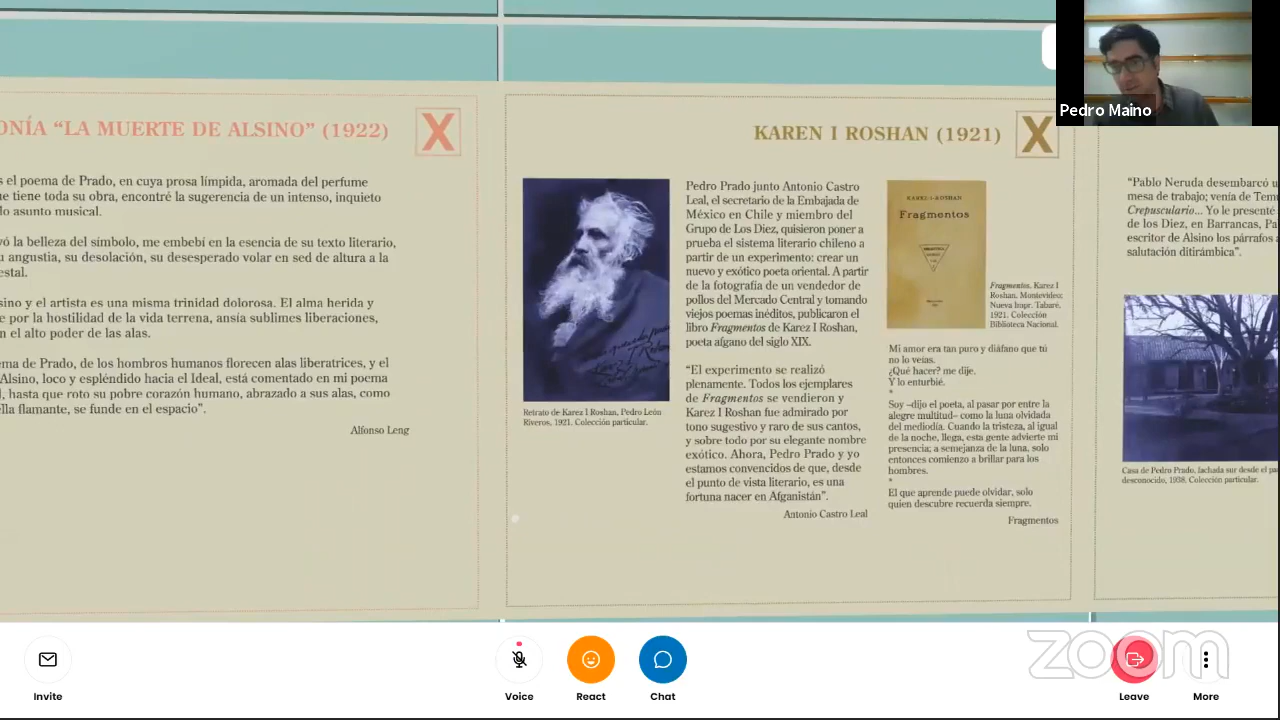 ONÍA “LA MUERTE DE ALSINO” (1922)
X
s el poema de Prado, en cuya prosa límpida, aromada del perfume
ue tiene toda su obra, encontré la sugerencia de un intenso, inquieto
do asunto musical.
vó la belleza del símbolo, me embebí en la esencia de su texto literario,
u angustia, su desolación, su desesperado volar en sed de altura a la
estal.
sino y el artista es una misma trinidad dolorosa. El alma herida y
e por la hostilidad de la vida terrena, ansía sublimes liberaciones,
n el alto poder de las alas.
ema de Prado, de los hombros humanos florecen alas liberatrices, y el
Alsino, loco y espléndido hacia el Ideal, está comentado en mi poema
l, hasta que roto su pobre corazón humano, abrazado a sus alas, como
ella flamante, se funde en el espacio”.
Alfonso Leng
KAREN I ROSHAN (1921)
X
Retrato de Karez I Roshan, Pedro León
Riveros, 1921. Colección particular.
Pedro Prado junto Antonio Castro
Leal, el secretario de la Embajada de
México en Chile y miembro del
Grupo de Los Diez, quisieron poner a
prueba el sistema literario chileno a
partir de un experimento: crear un
nuevo y exótico poeta oriental. A partir
de la fotografía de un vendedor de
pollos del Mercado Central y tomando
viejos poemas inéditos, publicaron el
libro Fragmentos de Karez I Roshan,
poeta afgano del siglo XIX.
“El experimento se realizó
plenamente. Todos los ejemplares
de Fragmentos se vendieron y
Karez I Roshan fue admirado por
tono sugestivo y raro de sus cantos,
y sobre todo por su elegante nombre
exótico. Ahora, Pedro Prado y yo
estamos convencidos de que, desde
el punto de vista literario, es una
fortuna nacer en Afganistán”.
Antonio Castro Leal
KAREZ-I-ROSHAN
Fragmentos
Fragmentos. Karez I
Roshan. Montevideo:
Nueva Impr. Tabaré,
1921. Colección
Biblioteca Nacional.
Mi amor era tan puro y diáfano que tú
no lo veías.
¿Qué hacer? me dije.
Y lo enturbié.
*
Soy –dijo el poeta, al pasar por entre la
alegre multitud– como la luna olvidada
del mediodía. Cuando la tristeza, al igual
de la noche, llega, esta gente advierte mi
presencia; a semejanza de la luna, solo
entonces comienzo a brillar para los
hombres.
*
El que aprende puede olvidar, solo
quien descubre recuerda siempre.
Fragmentos
“Pablo Neruda desembarcó u
mesa de trabajo; venía de Tem
Crepusculario... Yo le presenté
de los Diez, en Barrancas, Pa
escritor de Alsino los párrafos a
salutación ditirámbica”.
Casa de Pedro Prado, fachada sur desde el pa
desconocido, 1938. Colección particular.
Pedro Maino
Invite
Voice
React
Chat
Leave
More
zoom